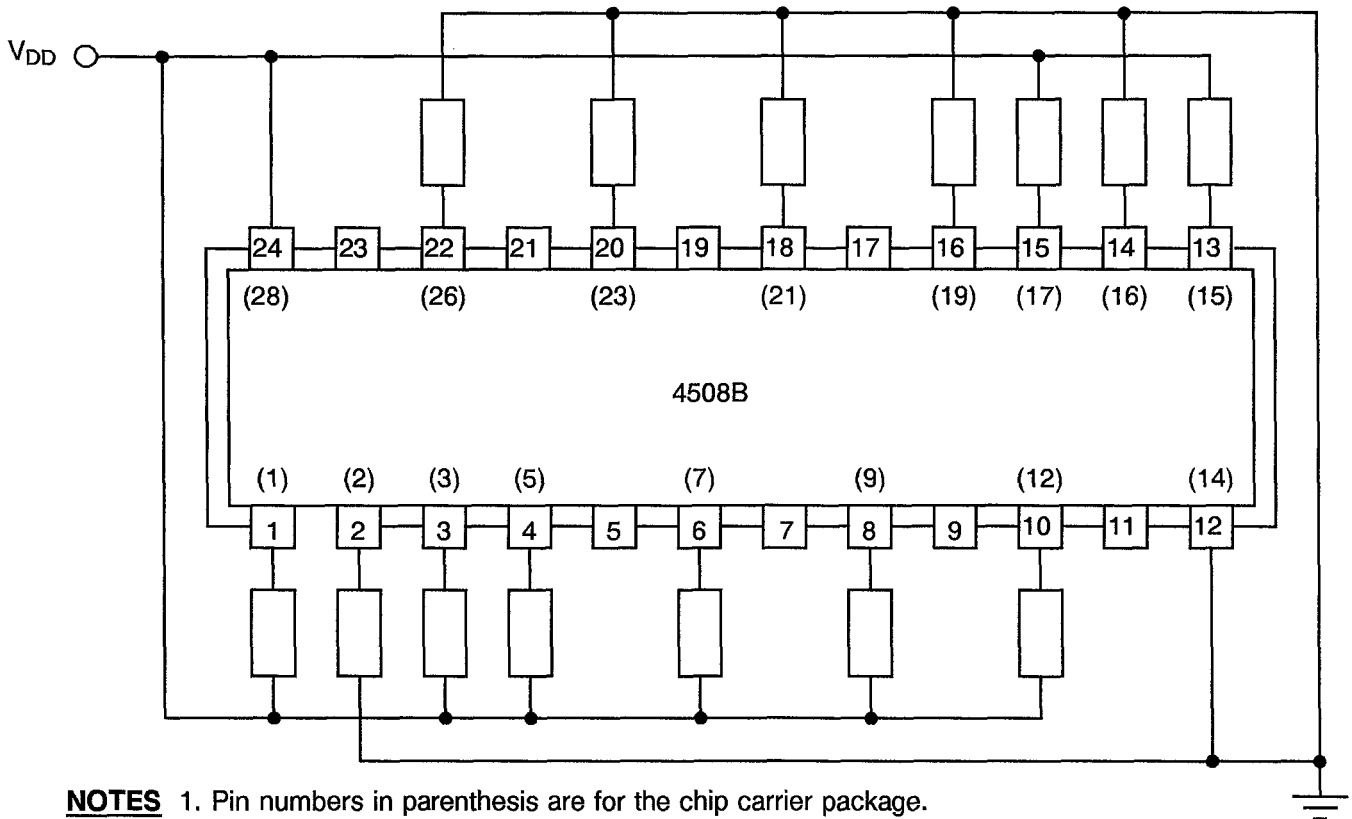 VDD
24 23 22 21 20 19 18 17 16 15 14 13
(28) (26) (23) (21) (19) (17) (16) (15)
4508B
(1) (2) (3) (5) (7) (9) (12) (14)
1 2 3 4 5 6 7 8 9 10 11 12
NOTES 1. Pin numbers in parenthesis are for the chip carrier package.